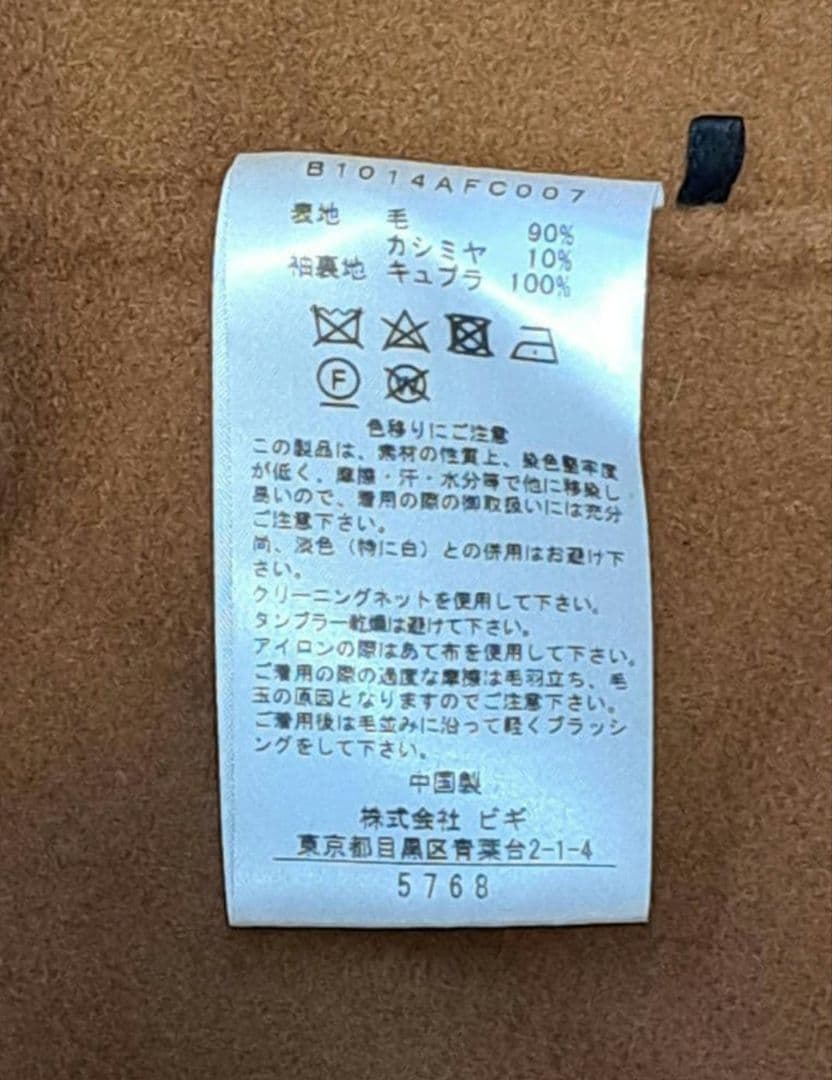 B1014AFC007
表地 毛 90%
カシミヤ 10%
袖裏地 キュプラ 100%
F
W
色移りにご注意
この製品は、素材の性質上、染色堅牢度
が低く、摩擦・汗・水分等で他に移染し
易いので、着用の際の御取扱いには充分
ご注意下さい。
尚、淡色（特に白）との併用はお避け下
さい。
クリーニングネットを使用して下さい。
タンブラー乾燥は避けて下さい。
アイロンの際はあて布を使用して下さい。
ご着用の際の過度な摩擦は毛羽立ち、毛
玉の原因となりますのでご注意下さい。
ご着用後は毛並みに沿って軽くブラッシ
ングをして下さい。
中国製
株式会社 ビギ
東京都目黒区青葉台2-1-4
5768